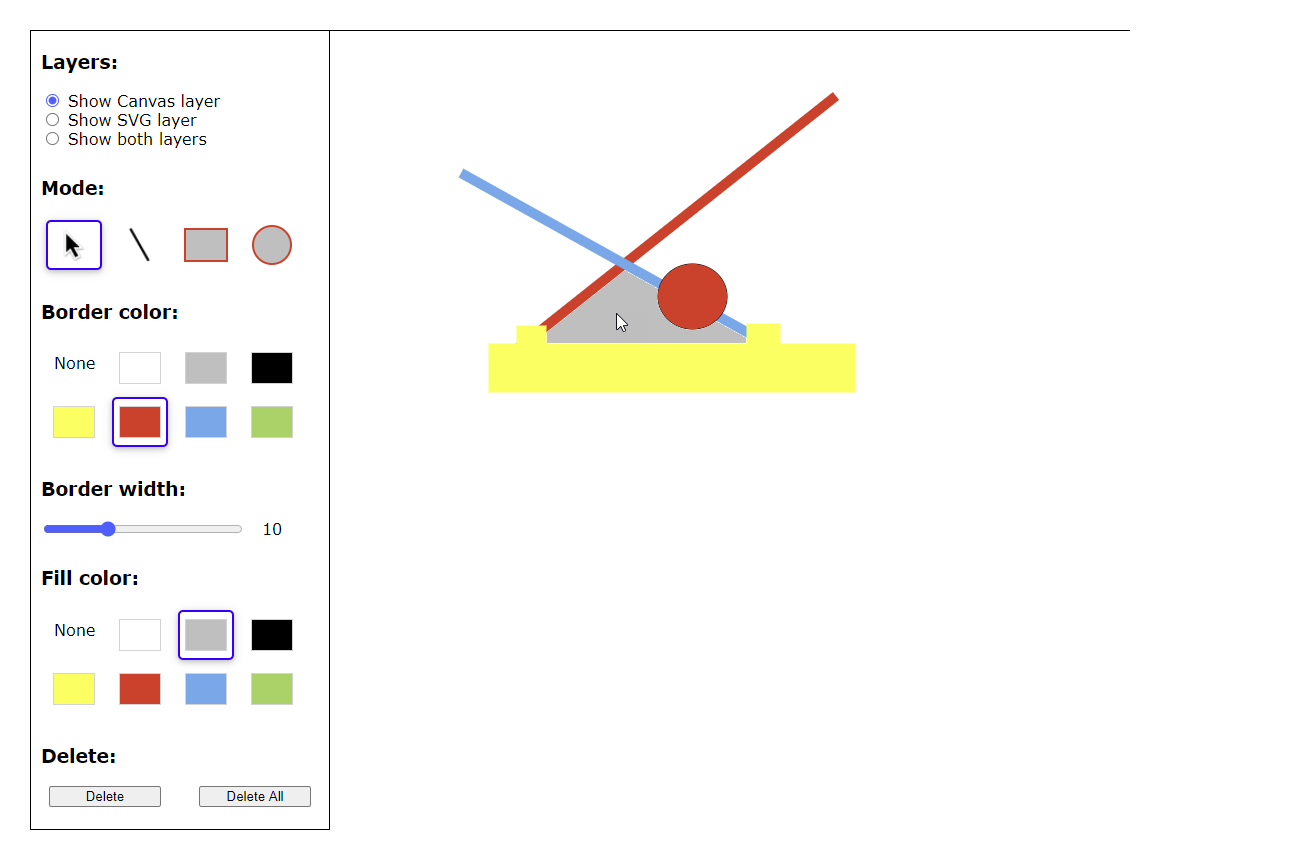 Layers:
Show Canvas layer
Show SVG layer
Show both layers
Mode:
Border color:
None
Border width:
10
Fill color:
None
Delete:
Delete Delete All